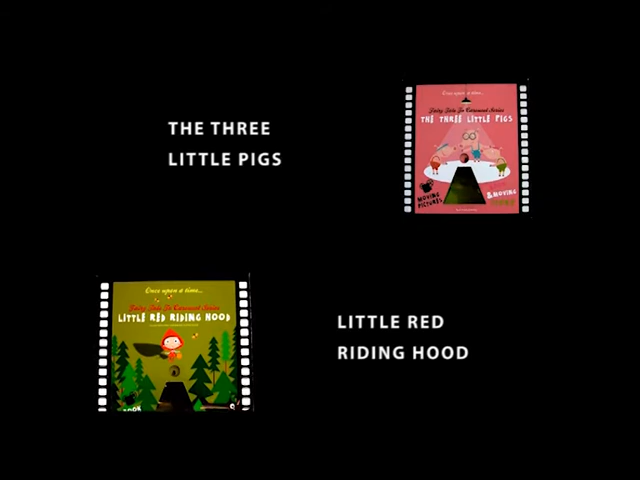 THE THREE
LITTLE PIGS
Once upon a time...
THE THREE LITTLE PIGS
MOVING
PICTURES
& MOVING
Once upon a time...
LITTLE RED RIDING HOOD
LITTLE RED
RIDING HOOD